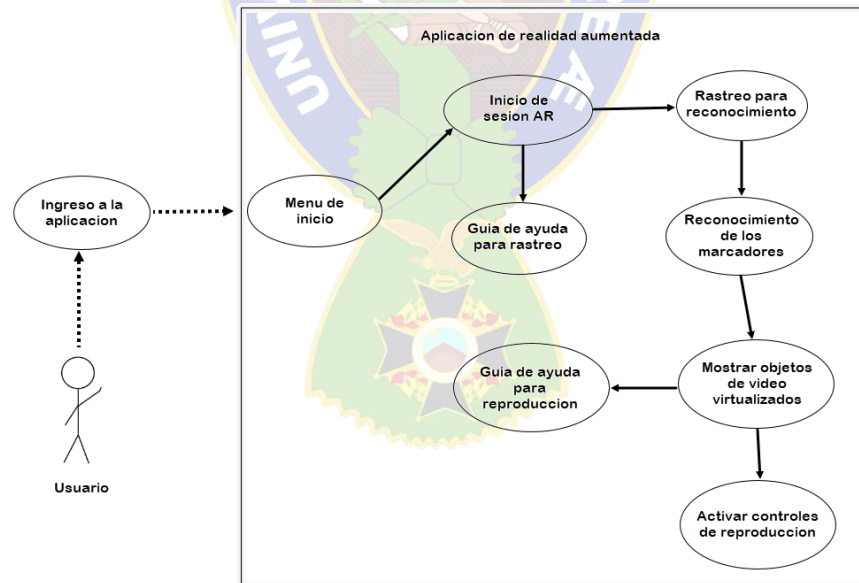 Aplicacion de realidad aumentada
Inicio de
sesion AR
Rastreo para
reconocimiento
Ingreso a la
aplicacion
Menu de
inicio
Guia de ayuda
para rastreo
Reconocimiento
de los
marcadores
Guia de ayuda
para
reproduccion
Mostrar objetos
de video
virtualizados
Usuario
Activar controles
de reproduccion
UNI